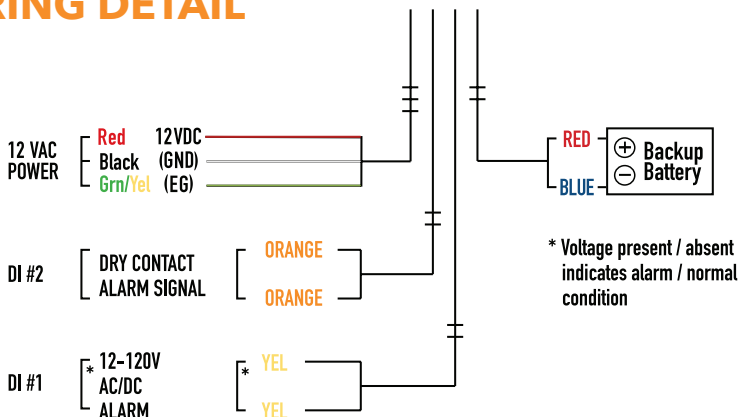 RING DETAIL
12 VAC
POWER
Red 12VDC
Black (GND)
Grn/Yel (EG)
RED
BLUE
+ Backup
− Battery
DI #2
DRY CONTACT
ALARM SIGNAL
ORANGE
ORANGE
* Voltage present / absent
indicates alarm / normal
condition
DI #1
* 12-120V
AC/DC
ALARM
* YEL
YEL